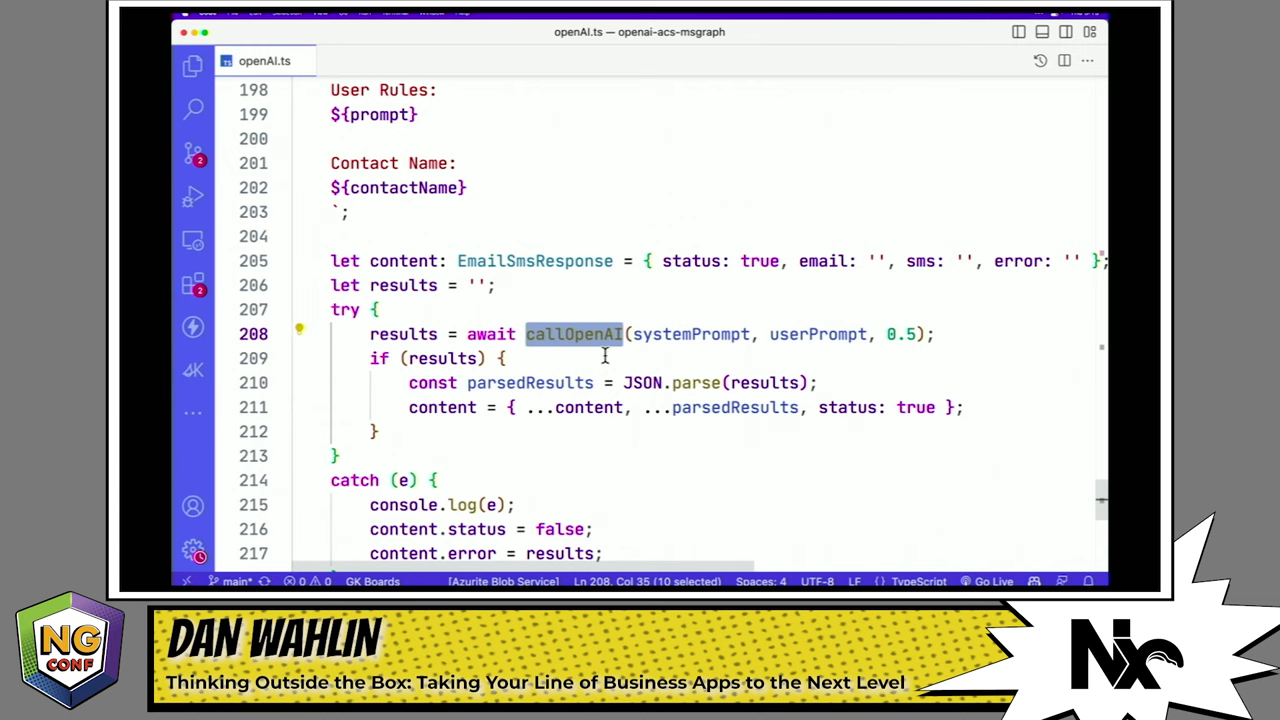 openAI.ts — openai-acs-msgraph
openAI.ts
198 User Rules:
199 ${prompt}
200
201 Contact Name:
202 ${contactName}
203 `;
204
205 let content: EmailSmsResponse = { status: true, email: '', sms: '', error: '' };
206 let results = '';
207 try {
208 results = await callOpenAI(systemPrompt, userPrompt, 0.5);
209 if (results) {
210 const parsedResults = JSON.parse(results);
211 content = { ...content, ...parsedResults, status: true };
212 }
213 }
214 catch (e) {
215 console.log(e);
216 content.status = false;
217 content.error = results;
2
2
main* 0 0 GK Boards [Azurite Blob Service] Ln 208, Col 35 (10 selected) Spaces: 4 UTF-8 LF {} TypeScript Go Live
NG
CONF
DAN WAHLIN
Thinking Outside the Box: Taking Your Line of Business Apps to the Next Level
Nx